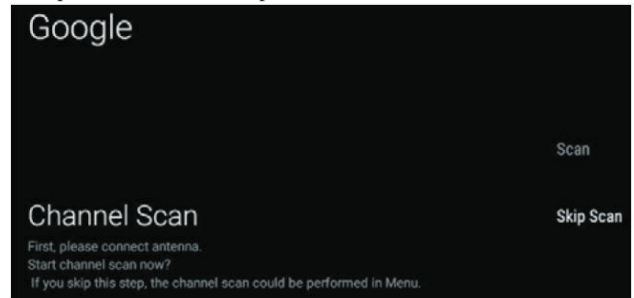 Google
Scan
Channel Scan
Skip Scan
First, please connect antenna.
Start channel scan now?
If you skip this step, the channel scan could be performed in Menu.